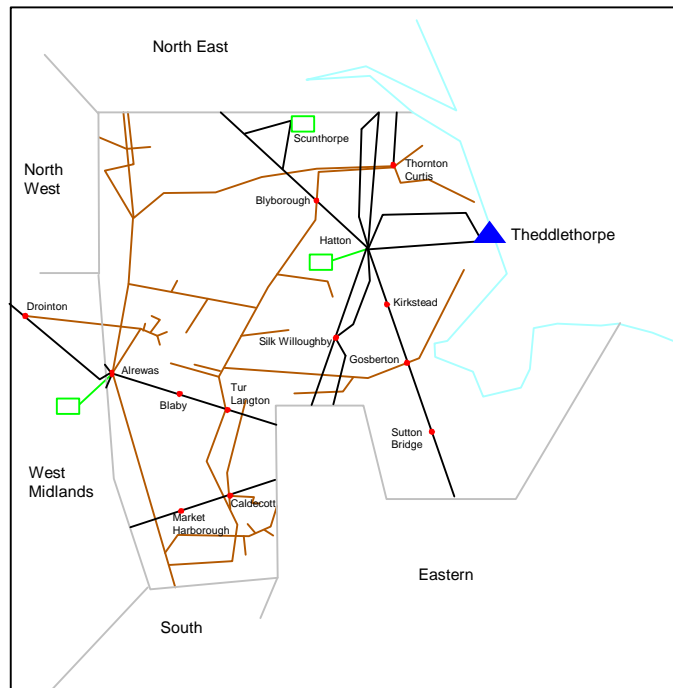 North East
Scunthorpe
North
West
Thornton
Curtis
Blyborough
Theddlethorpe
Hatton
Drointon
Kirkstead
Silk Willoughby
Gosberton
Alrewas
Blaby
Tur
Langton
Sutton
Bridge
West
Midlands
Caldecott
Market
Harborough
Eastern
South